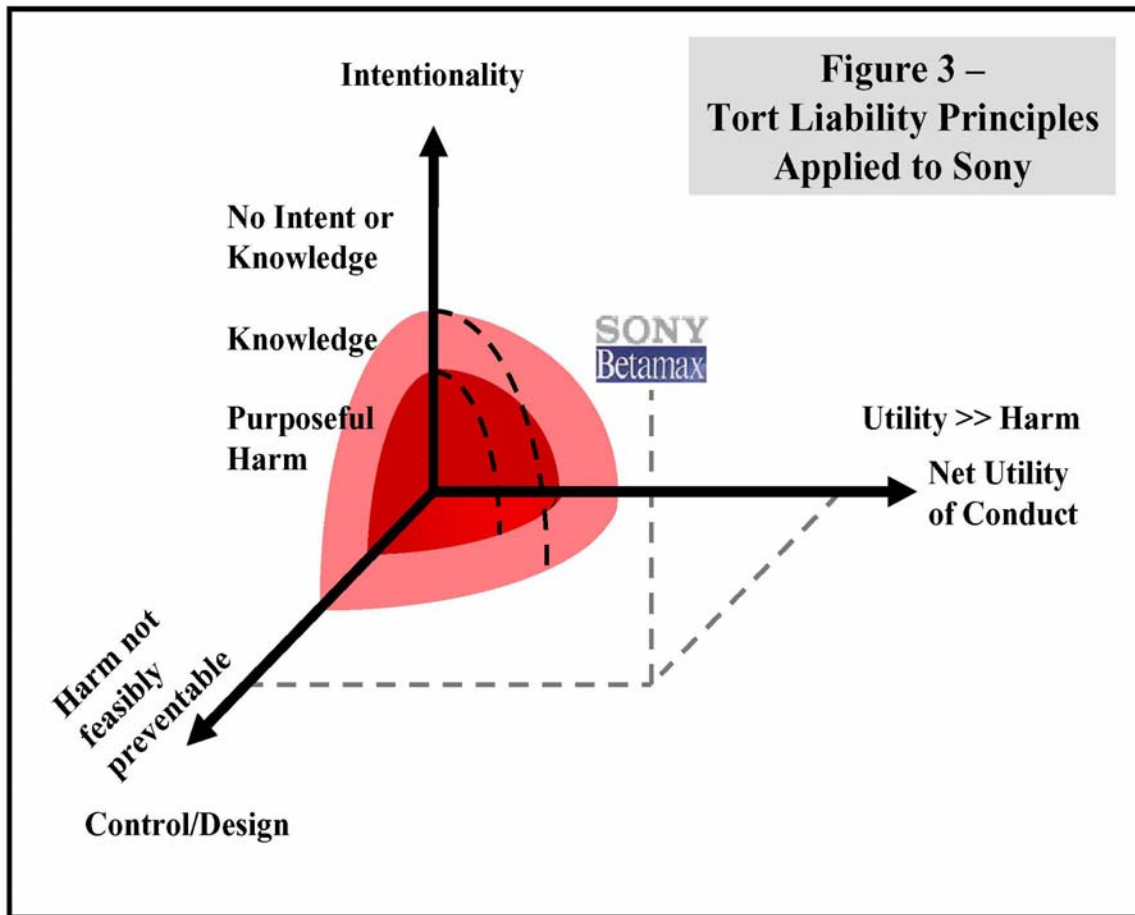 Figure 3 –
Tort Liability Principles
Applied to Sony
Intentionality
No Intent or
Knowledge
Knowledge
Purposeful
Harm
SONY
Betamax
Utility >> Harm
Net Utility
of Conduct
Harm not
feasibly
preventable
Control/Design